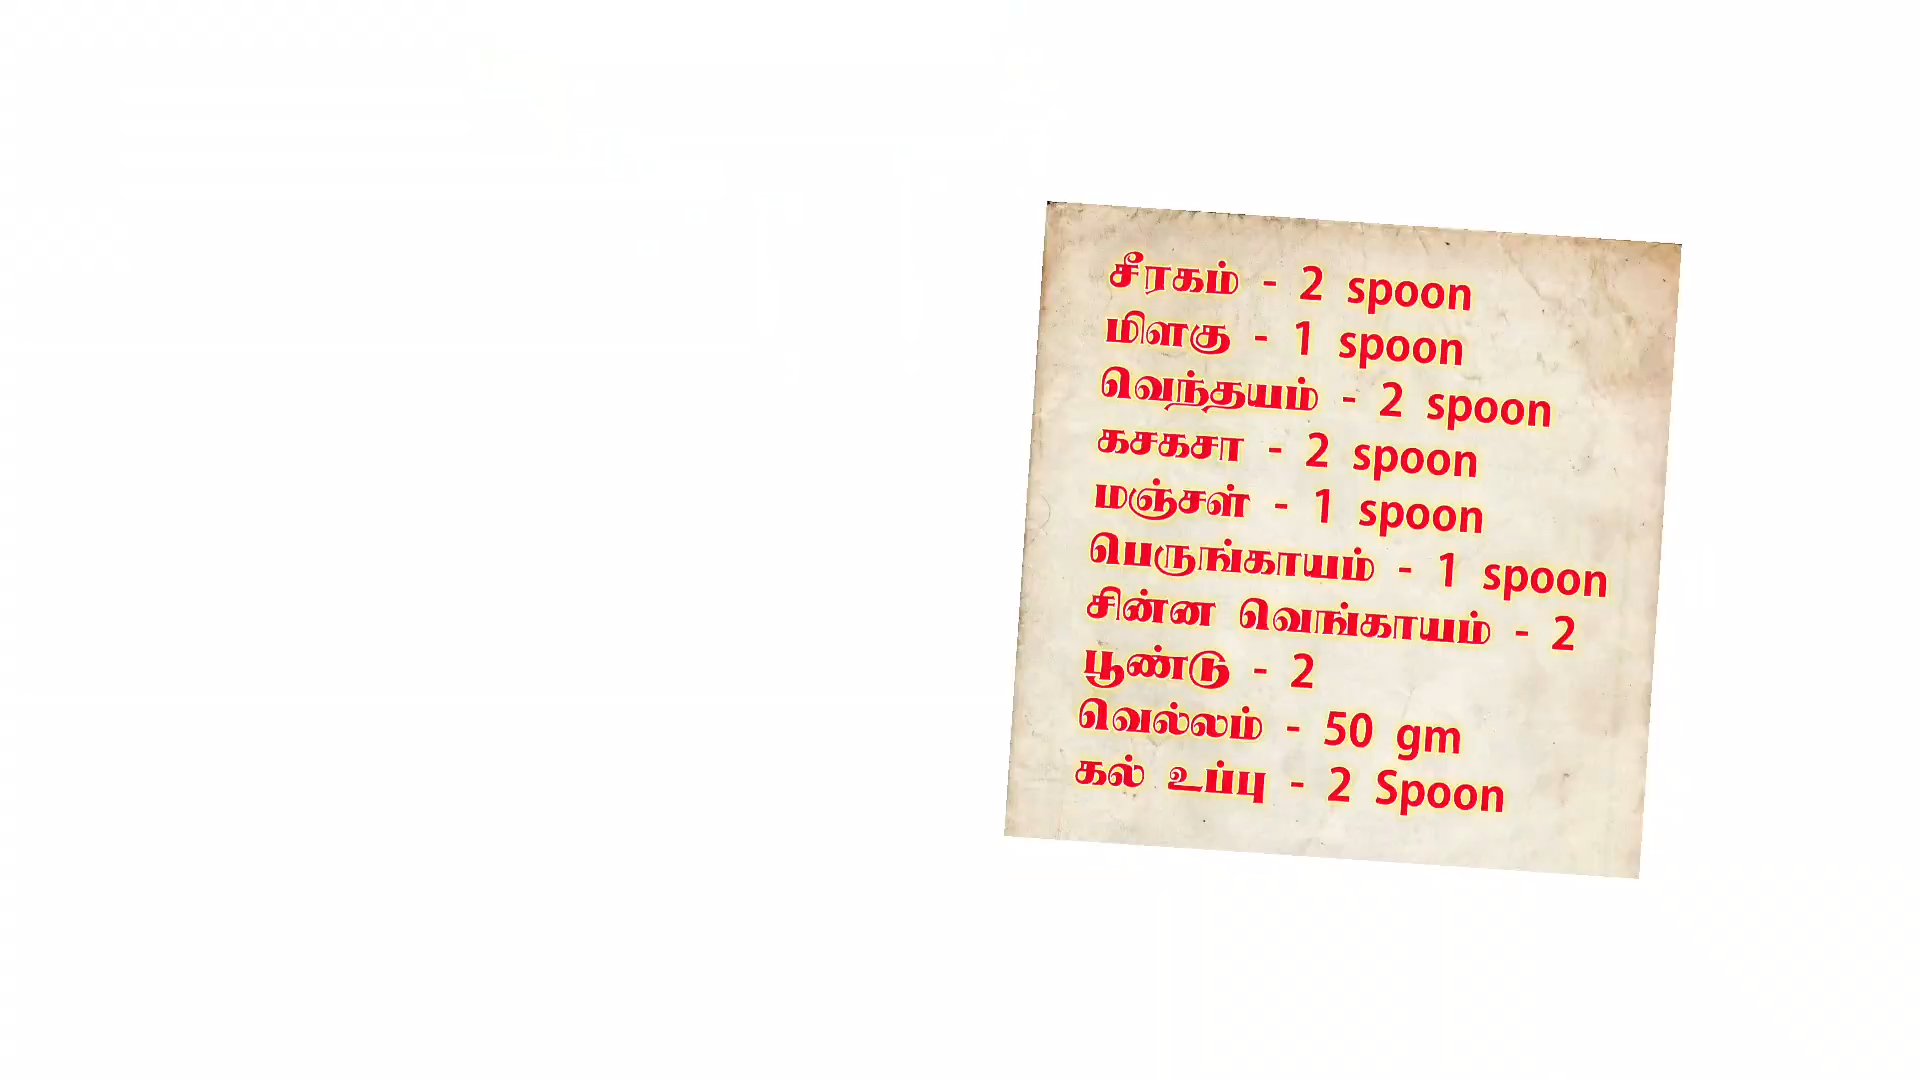 சீரகம் - 2 spoon
மிளகு - 1 spoon
வெந்தயம் - 2 spoon
கசகசா - 2 spoon
மஞ்சள் - 1 spoon
பெருங்காயம் - 1 spoon
சின்ன வெங்காயம் - 2
பூண்டு - 2
வெல்லம் - 50 gm
கல் உப்பு - 2 Spoon